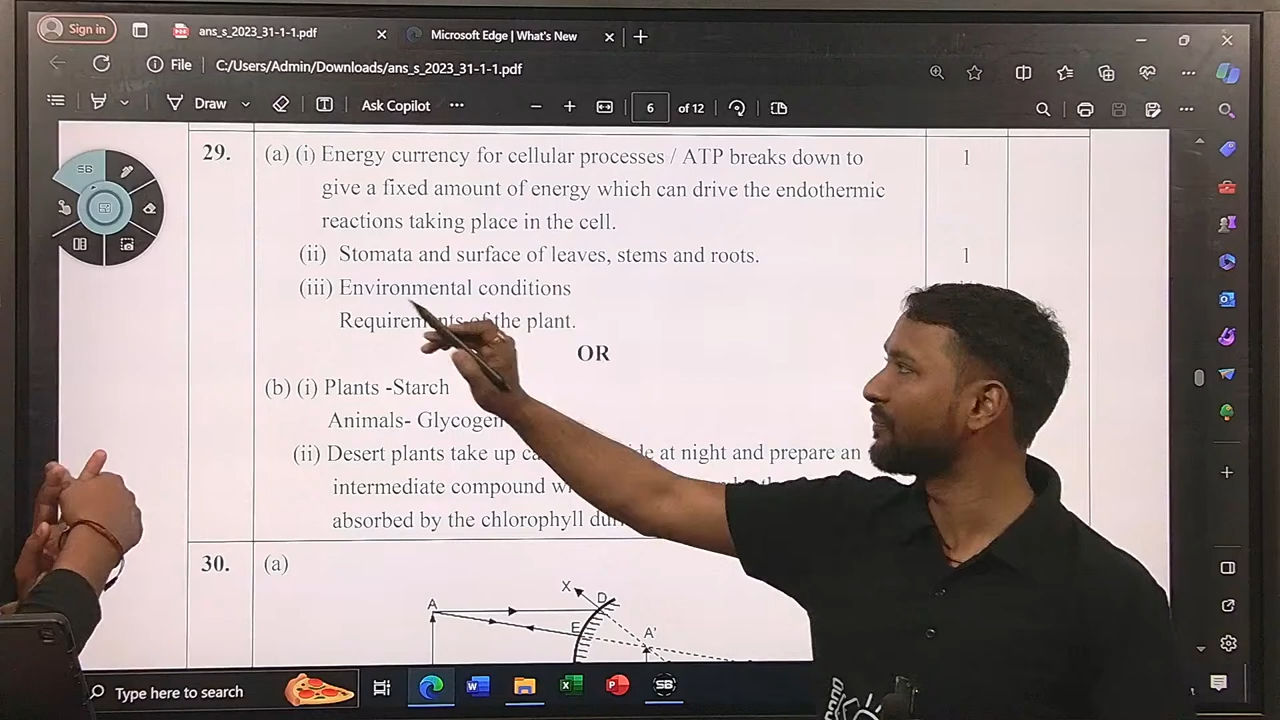 Sign in
ans_s_2023_31-1-1.pdf
Microsoft Edge | What's New
File
C:/Users/Admin/Downloads/ans_s_2023_31-1-1.pdf
Draw
Ask Copilot
6
of 12
29.
(a) (i) Energy currency for cellular processes / ATP breaks down to
1
give a fixed amount of energy which can drive the endothermic
reactions taking place in the cell.
(ii) Stomata and surface of leaves, stems and roots.
1
(iii) Environmental conditions
Requirements of the plant.
OR
(b) (i) Plants -Starch
Animals- Glycogen
(ii) Desert plants take up at night and prepare an
intermediate compound
absorbed by the chlorophyll
30.
(a)
X
D
A
E
A'
SB
Type here to search
SB